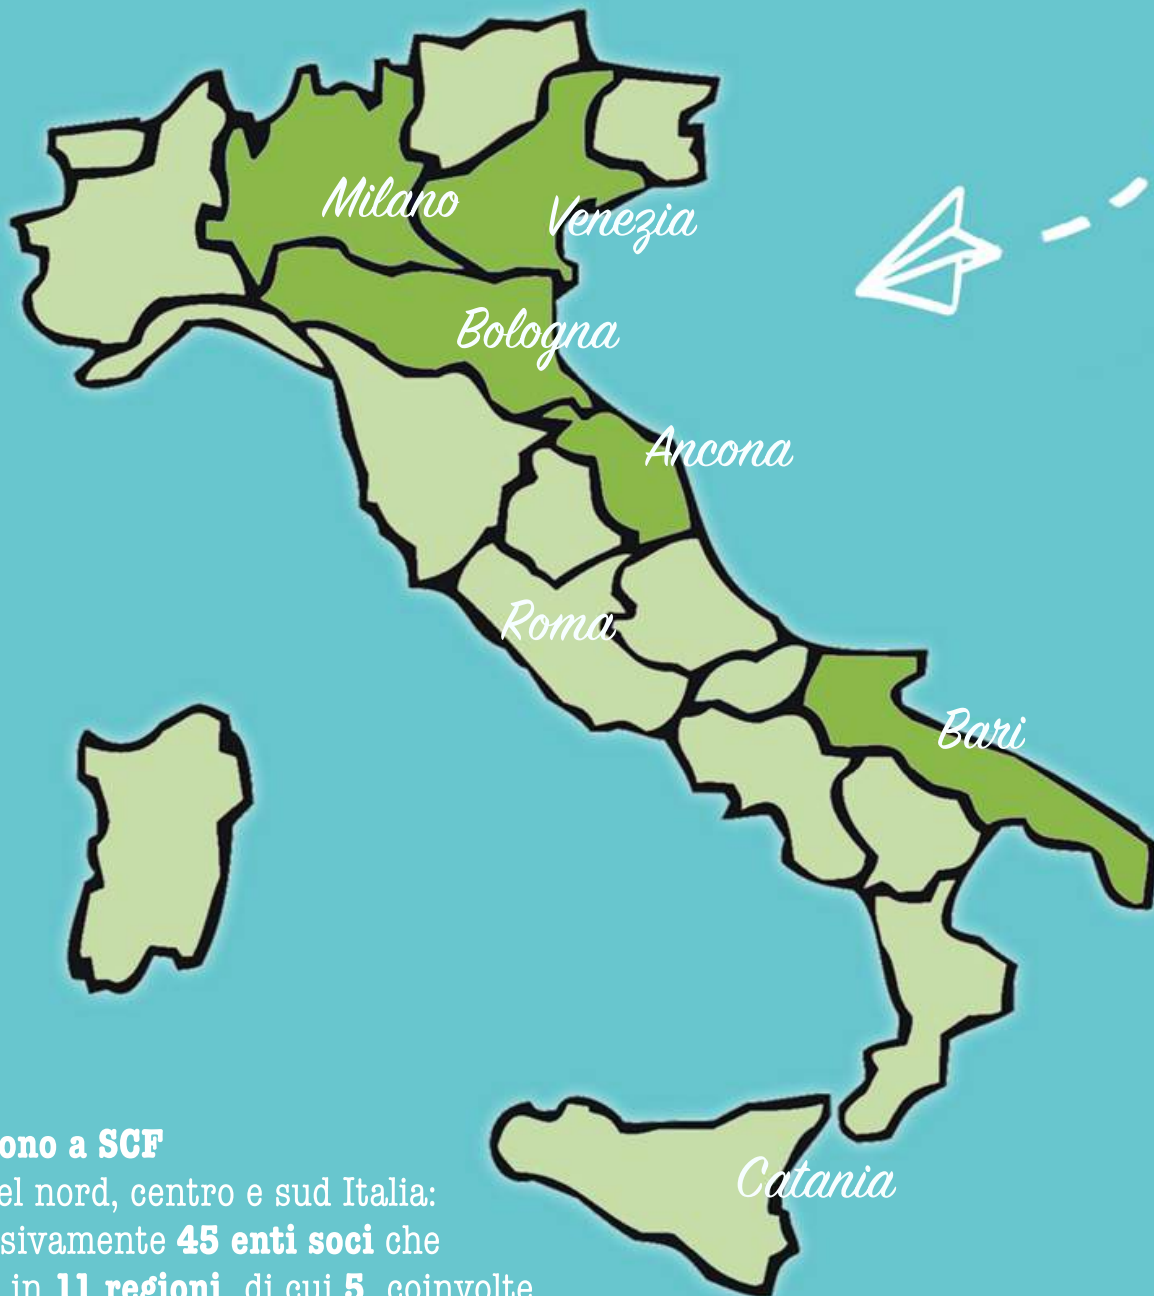 Milano
Venezia
Bologna
Ancona
Roma
Bari
Catania
ono a SCF
el nord, centro e sud Italia:
sivamente 45 enti soci che
in 11 regioni, di cui 5, coinvolte